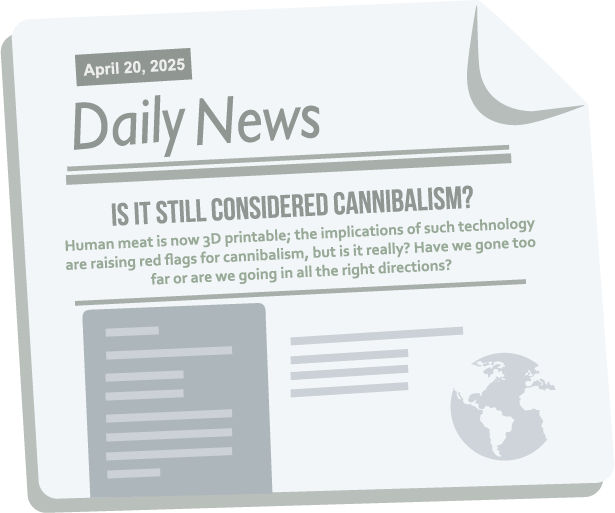 April 20, 2025
Daily News
IS IT STILL CONSIDERED CANNIBALISM?
Human meat is now 3D printable; the implications of such technology
are raising red flags for cannibalism, but is it really? Have we gone too
far or are we going in all the right directions?